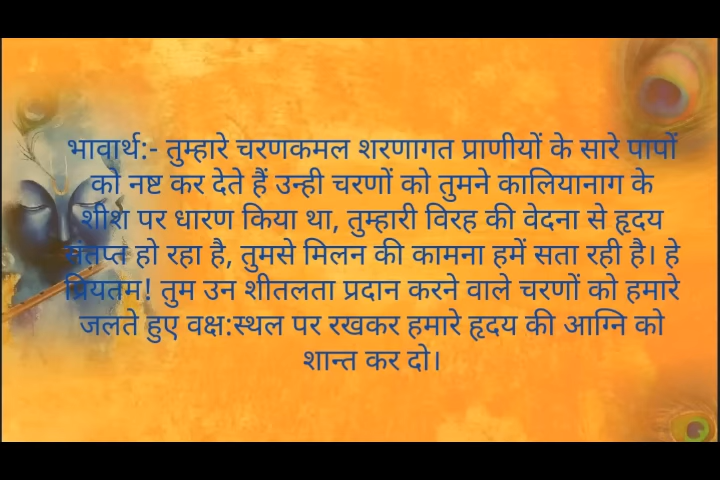 भावार्थ:- तुम्हारे चरणकमल शरणागत प्राणीयों के सारे पापों
को नष्ट कर देते हैं उन्ही चरणों को तुमने कालियानाग के
शीश पर धारण किया था, तुम्हारी विरह की वेदना से हृदय
संतप्त हो रहा है, तुमसे मिलन की कामना हमें सता रही है। हे
प्रियतम! तुम उन शीतलता प्रदान करने वाले चरणों को हमारे
जलते हुए वक्ष:स्थल पर रखकर हमारे हृदय की आग्नि को
शान्त कर दो।